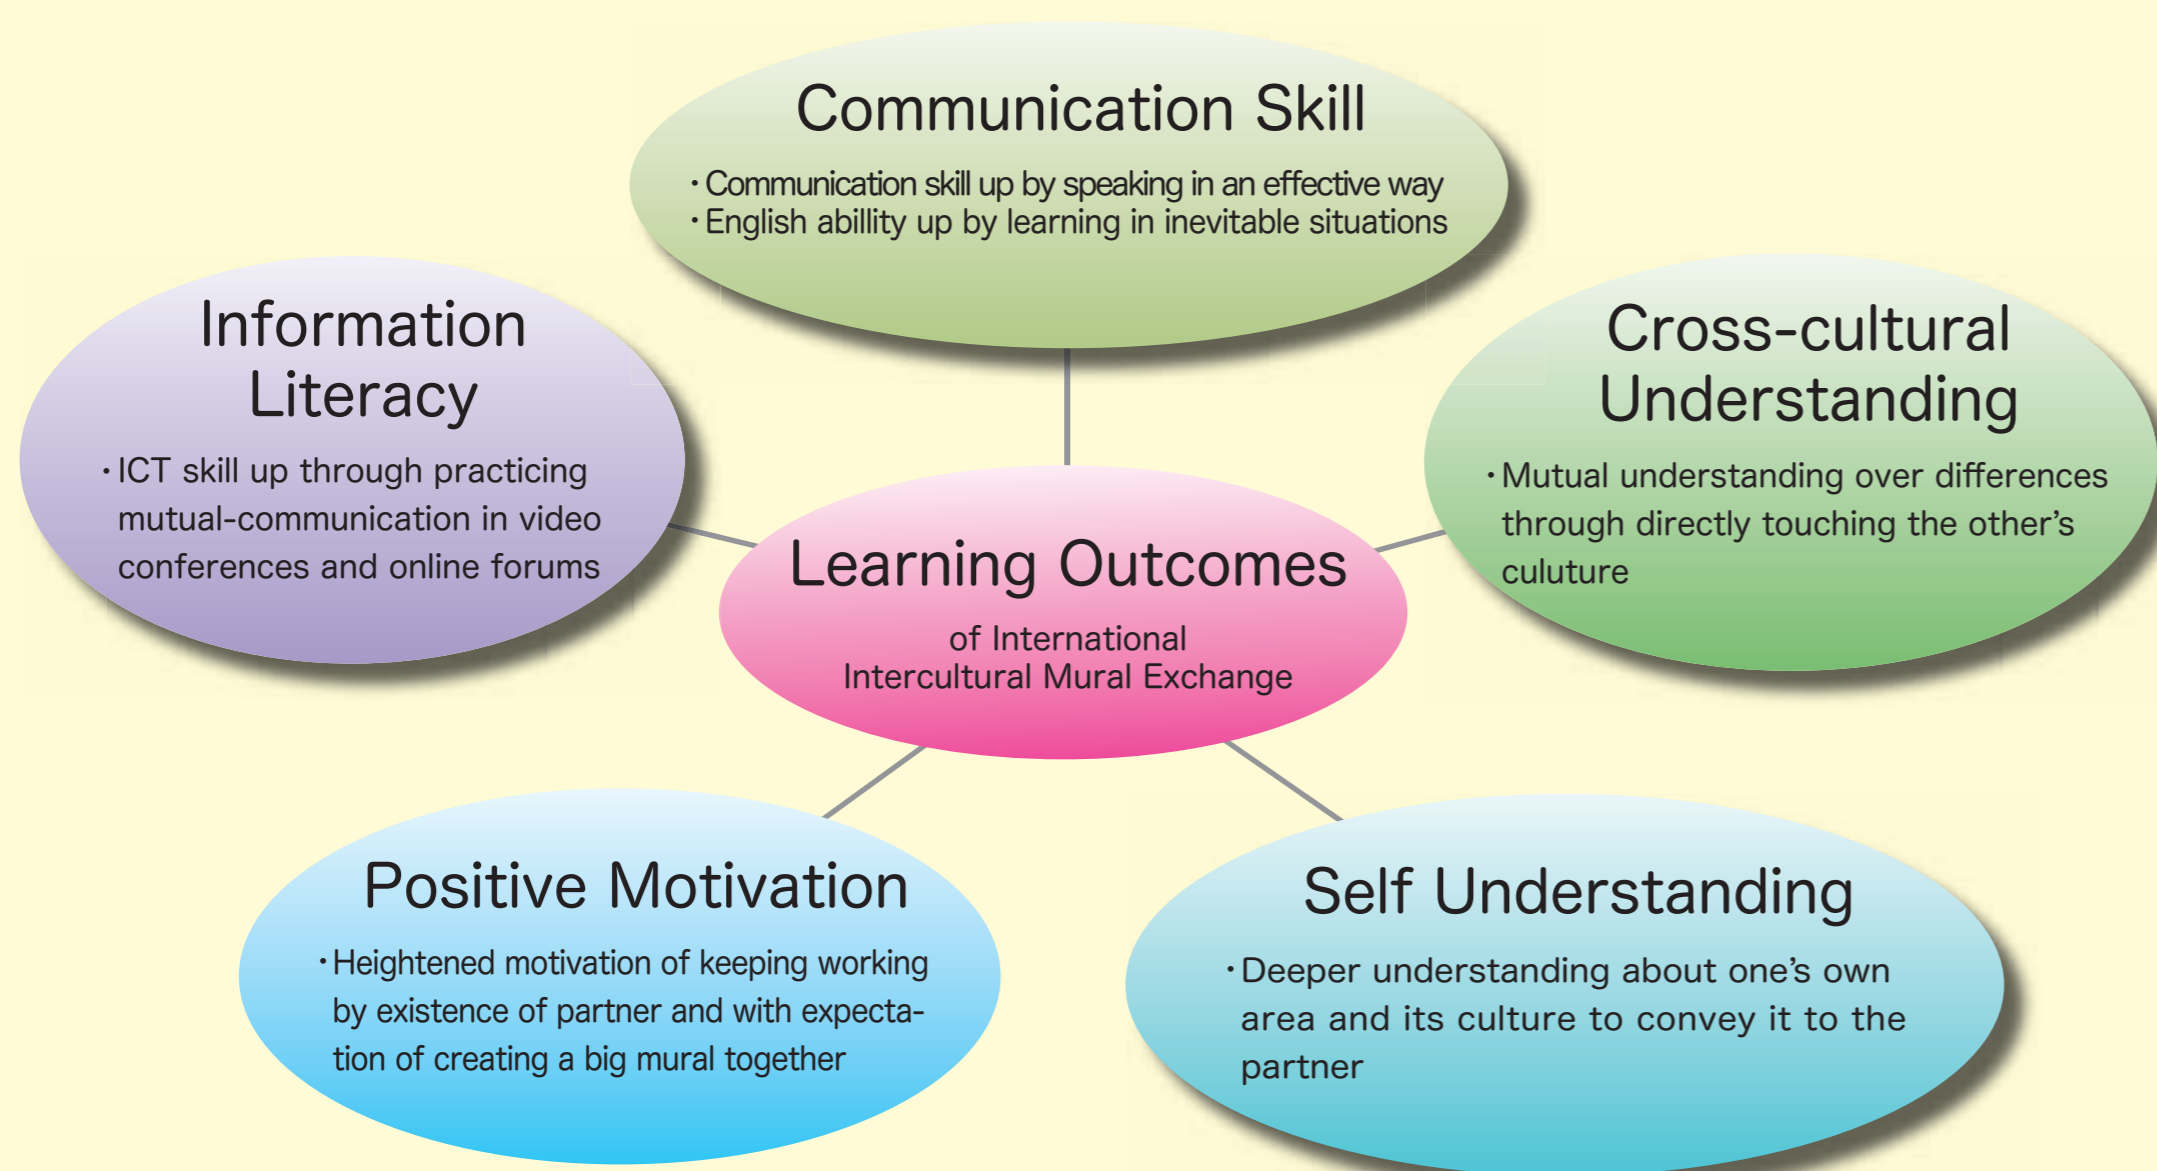 Communication Skill
・Communication skill up by speaking in an effective way
・English abillity up by learning in inevitable situations
Information
Literacy
・ICT skill up through practicing
mutual-communication in video
conferences and online forums
Cross-cultural
Understanding
・Mutual understanding over differences
through directly touching the other’s
culuture
Learning Outcomes
of International
Intercultural Mural Exchange
Positive Motivation
・Heightened motivation of keeping working
by existence of partner and with expecta-
tion of creating a big mural together
Self Understanding
・Deeper understanding about one’s own
area and its culture to convey it to the
partner